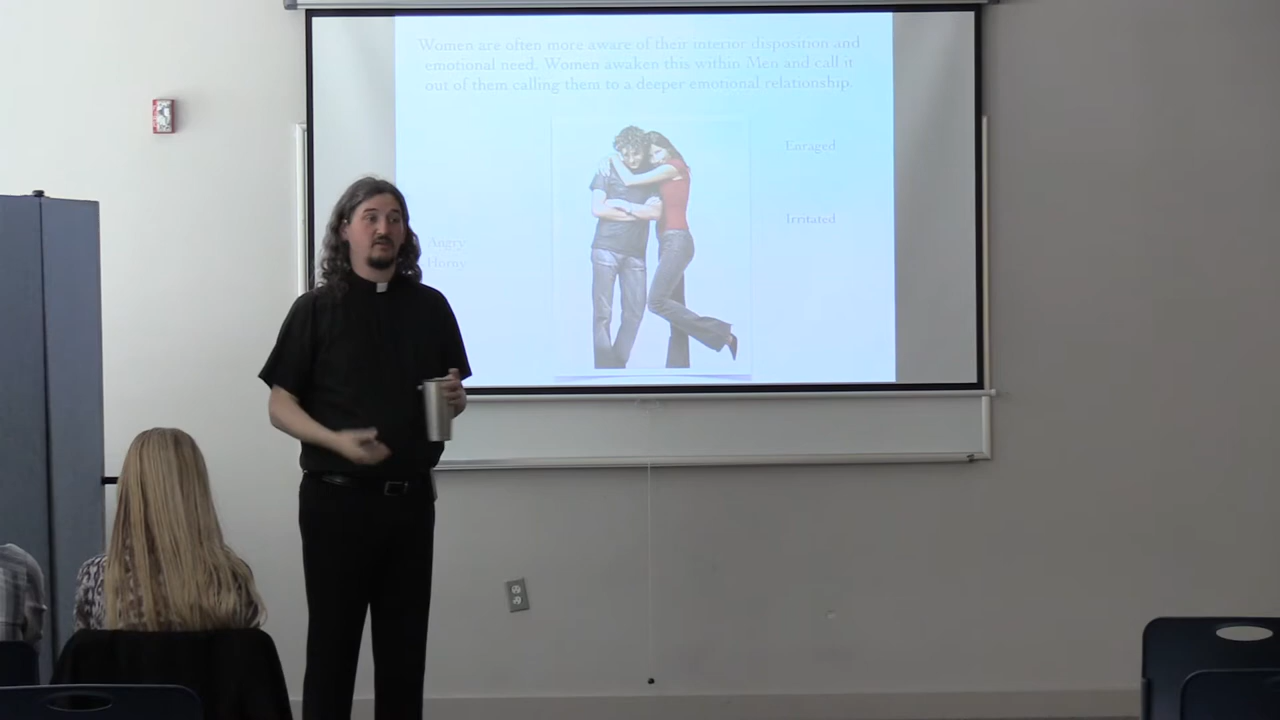 Women are often more aware of their interior disposition and
emotional need. Women awaken this within Men and call it
out of them calling them to a deeper emotional relationship.
Enraged
Irritated
Angry
Horny